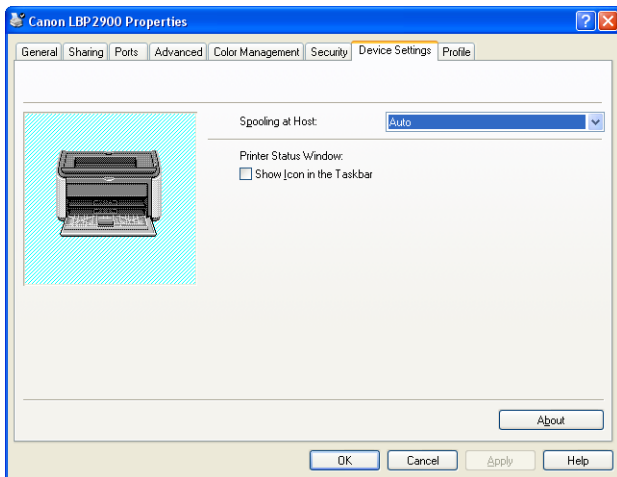 Canon LBP2900 Properties
General Sharing Ports Advanced Color Management Security Device Settings Profile
Spooling at Host: Auto
Printer Status Window:
Show Icon in the Taskbar
About
OK Cancel Apply Help